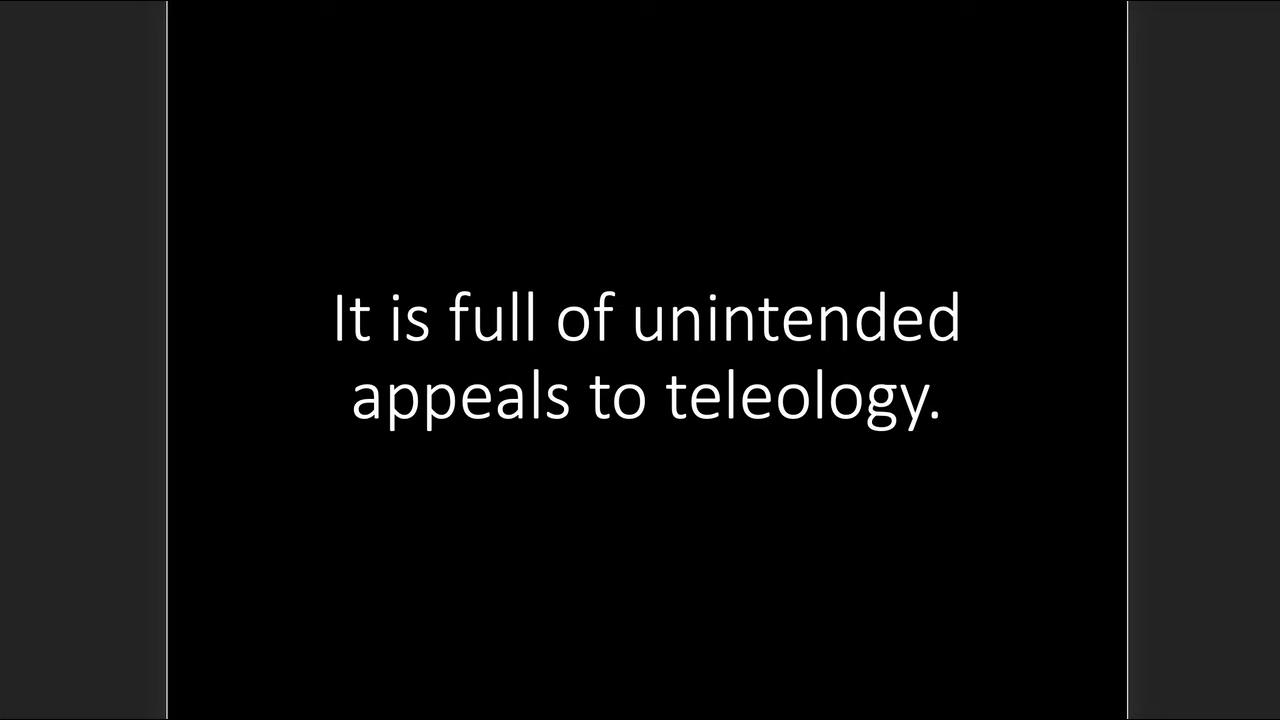 It is full of unintended
appeals to teleology.